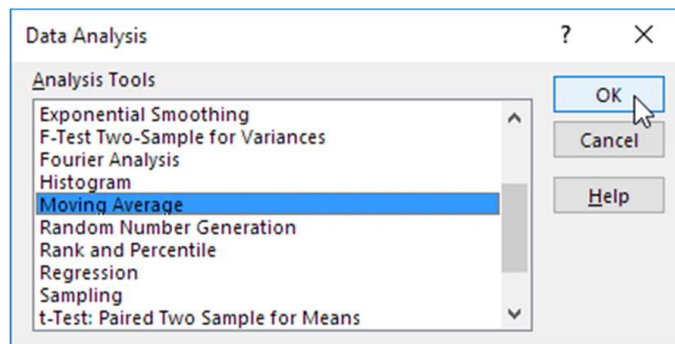 Data Analysis ?
Analysis Tools
Exponential Smoothing
F-Test Two-Sample for Variances
Fourier Analysis
Histogram
Moving Average
Random Number Generation
Rank and Percentile
Regression
Sampling
t-Test: Paired Two Sample for Means
OK
Cancel
Help